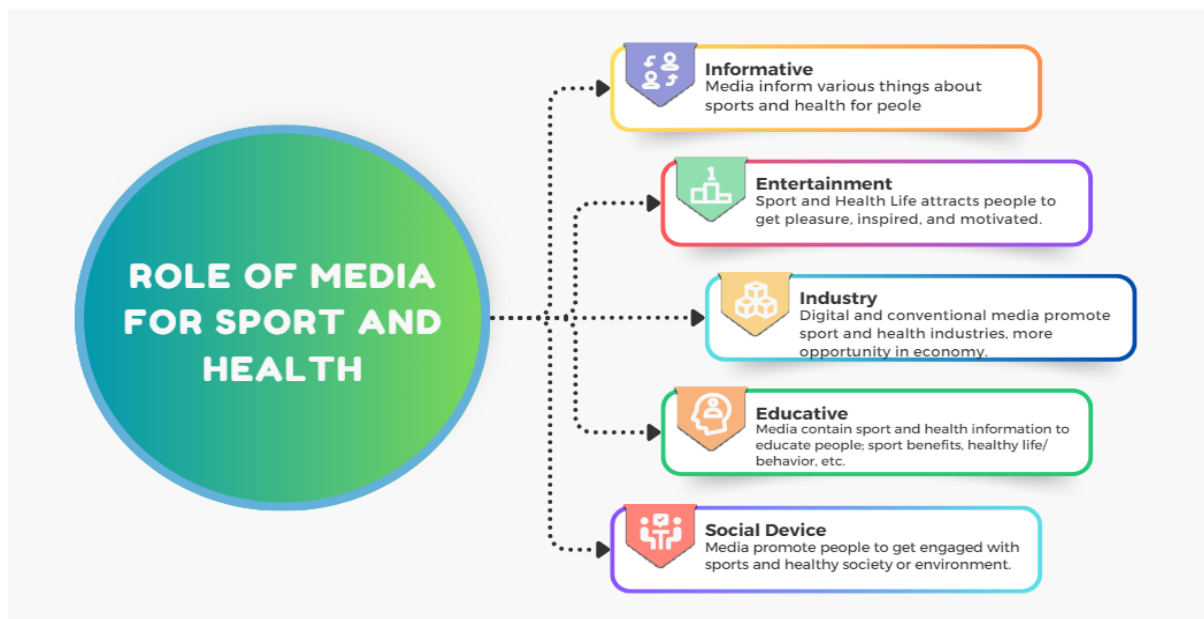 ROLE OF MEDIA
FOR SPORT AND
HEALTH
Informative
Media inform various things about
sports and health for peole
1
Entertainment
Sport and Health Life attracts people to
get pleasure, inspired, and motivated.
Industry
Digital and conventional media promote
sport and health industries, more
opportunity in economy.
Educative
Media contain sport and health information to
educate people; sport benefits, healthy life/
behavior, etc.
Social Device
Media promote people to get engaged with
sports and healthy society or environment.